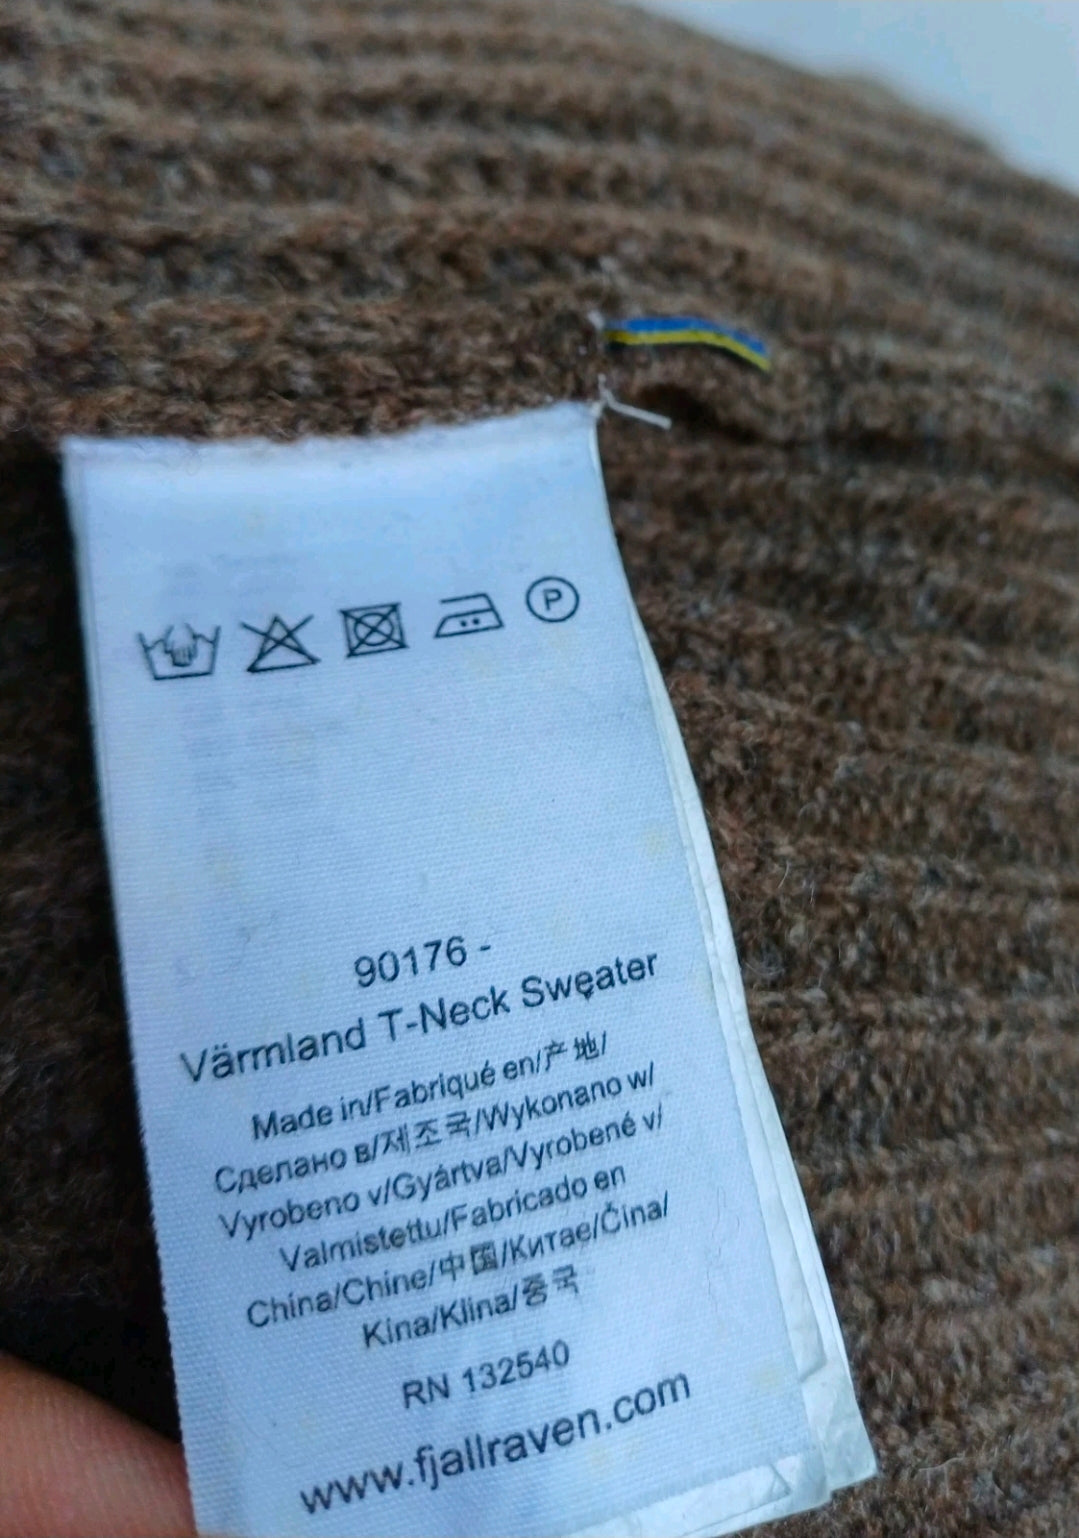 P
90176 -
Värmland T-Neck Sweater
Made in/Fabriqué en/产地/
Сделано в/제조국/Wykonano w/
Vyrobeno v/Gyártva/Vyrobené v/
Valmistettu/Fabricado en
China/Chine/中国/Китае/Čina/
Kina/Klina/중국
RN 132540
www.fjallraven.com